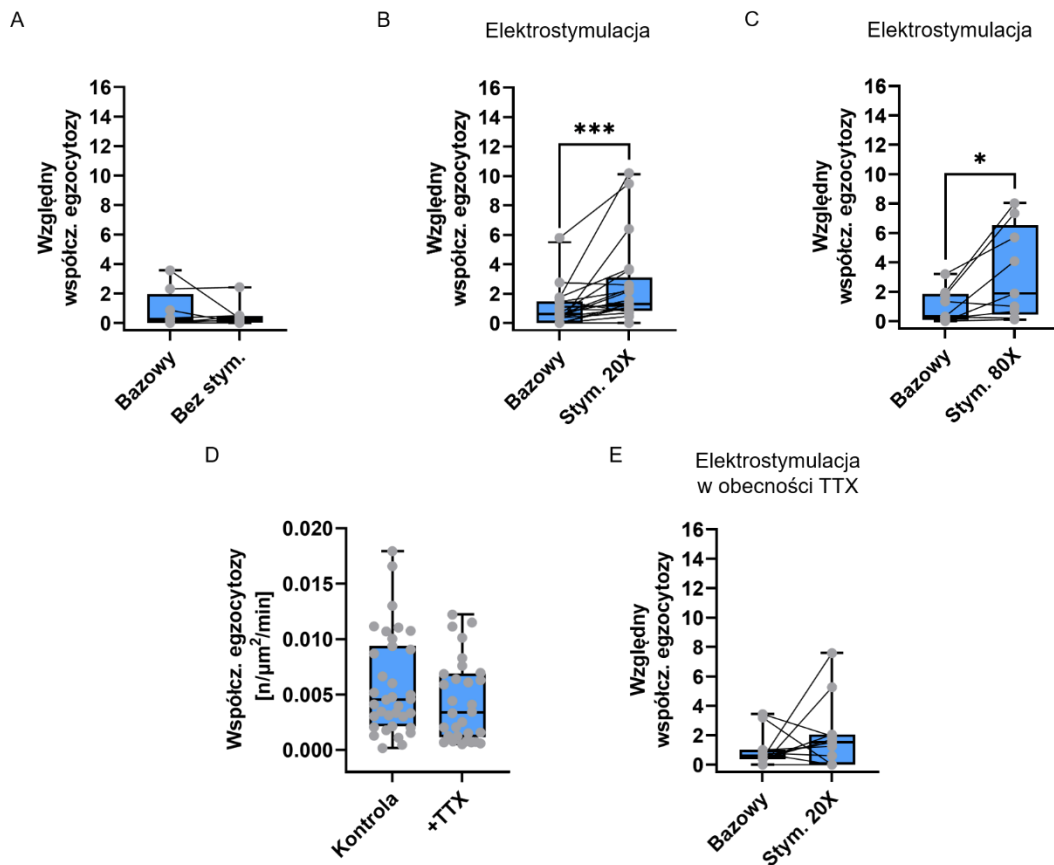 A
Względny
współcz. egzocytozy
16
14
12
10
8
6
4
2
0
Bazowy
Bez stym.
B
Elektrostymulacja
Względny
współcz. egzocytozy
16
14
12
10
8
6
4
2
0
***
Bazowy
Stym. 20X
C
Elektrostymulacja
Względny
współcz. egzocytozy
16
14
12
10
8
6
4
2
0
*
Bazowy
Stym. 80X
D
Współcz. egzocytozy
[n/µm²/min]
0.020
0.015
0.010
0.005
0.000
Kontrola
+TTX
E
Elektrostymulacja
w obecności TTX
Względny
współcz. egzocytozy
16
14
12
10
8
6
4
2
0
Bazowy
Stym. 20X